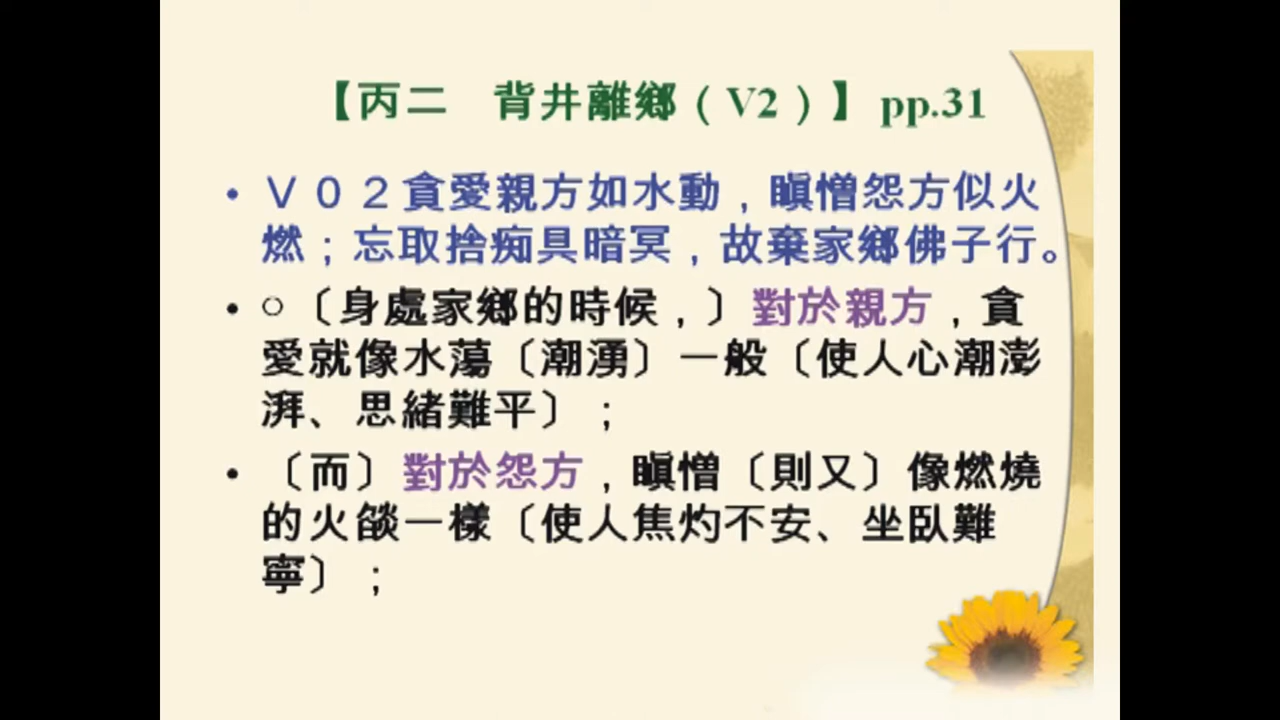 【丙二　背井離鄉（V2）】 pp.31
• Ｖ０２貪愛親方如水動，瞋憎怨方似火
燃；忘取捨痴具暗冥，故棄家鄉佛子行。
• ○〔身處家鄉的時候，〕對於親方，貪
愛就像水蕩〔潮湧〕一般〔使人心潮澎
湃、思緒難平〕；
• 〔而〕對於怨方，瞋憎〔則又〕像燃燒
的火燄一樣〔使人焦灼不安、坐臥難
寧〕；